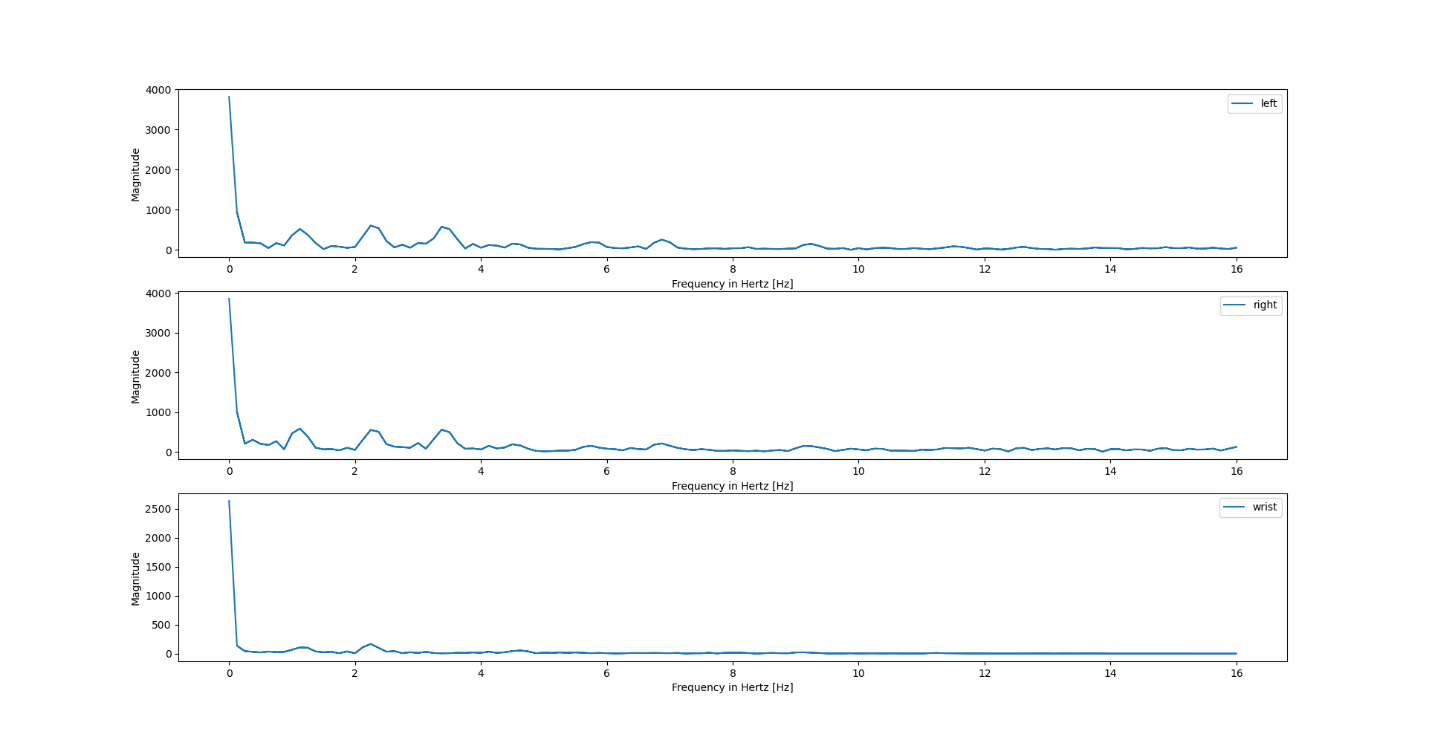 left
4000
3000
2000
1000
0
Magnitude
0 2 4 6 8 10 12 14 16
Frequency in Hertz [Hz]
right
4000
3000
2000
1000
0
Magnitude
0 2 4 6 8 10 12 14 16
Frequency in Hertz [Hz]
wrist
2500
2000
1500
1000
500
0
Magnitude
0 2 4 6 8 10 12 14 16
Frequency in Hertz [Hz]